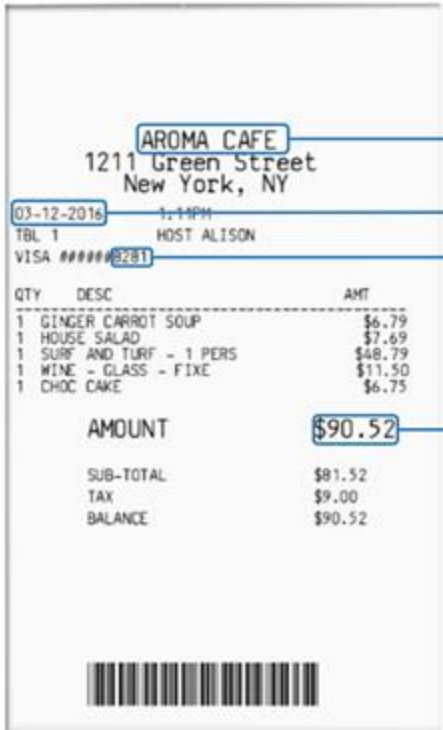 AROMA CAFE
1211 Green Street
New York, NY
03-12-2016 1:11PM
TBL 1 HOST ALISON
VISA ######8281
QTY DESC AMT
1 GINGER CARROT SOUP $6.79
1 HOUSE SALAD $7.69
1 SURF AND TURF - 1 PERS $48.79
1 WINE - GLASS - FIXE $11.50
1 CHOC CAKE $6.75
AMOUNT $90.52
SUB-TOTAL $81.52
TAX $9.00
BALANCE $90.52